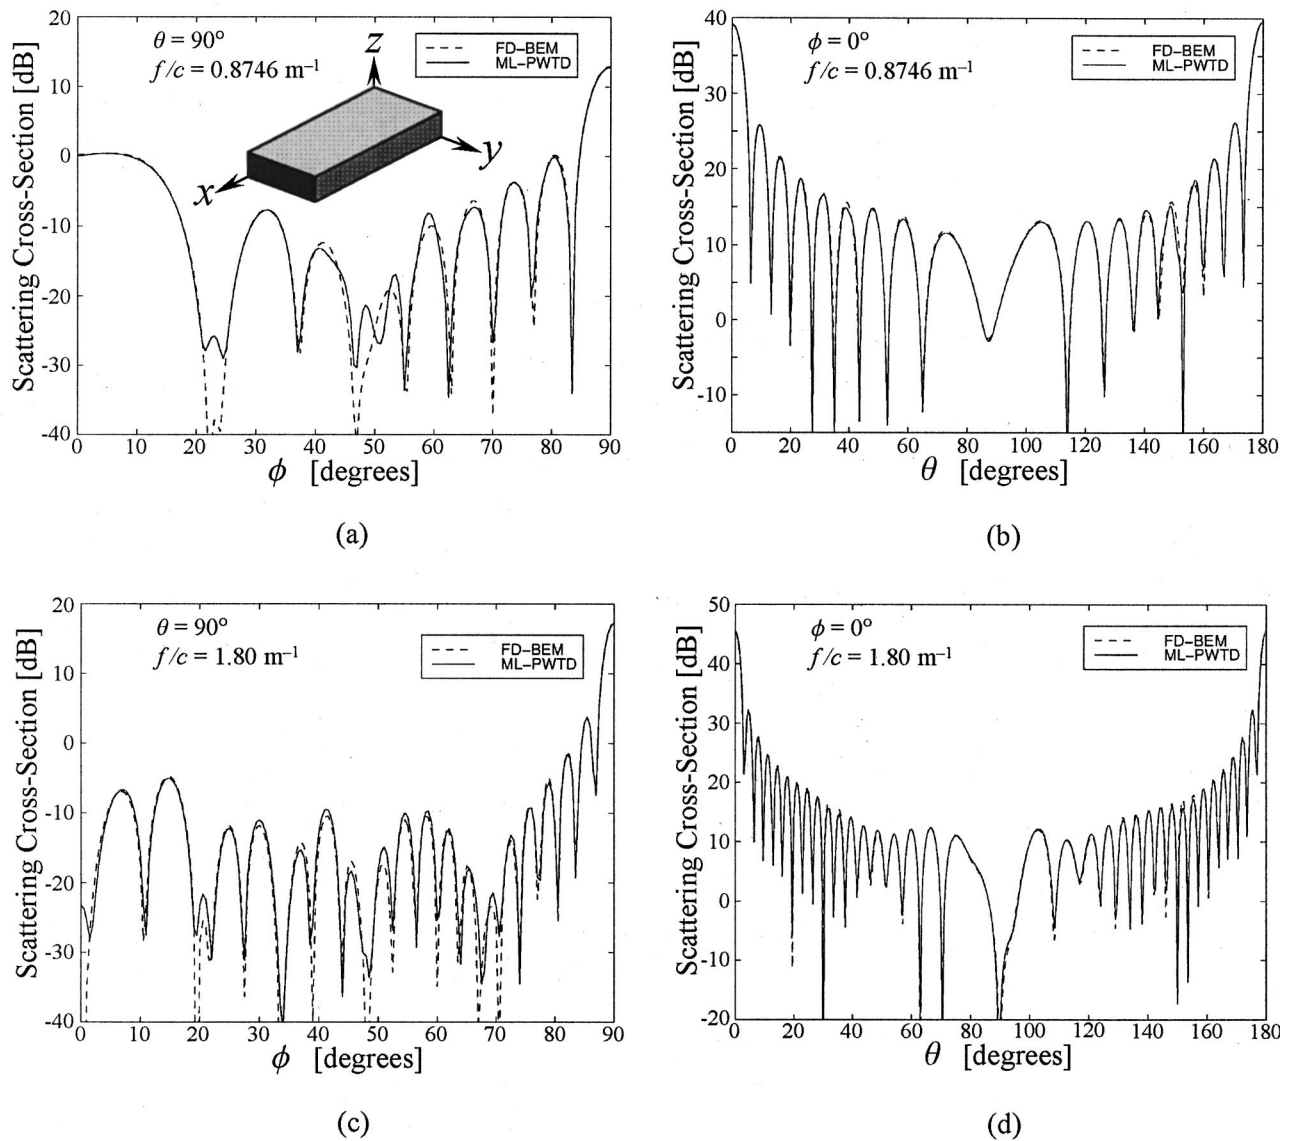 Scattering Cross-Section [dB]
20
10
0
-10
-20
-30
-40
θ = 90°
f/c = 0.8746 m⁻¹
FD-BEM
ML-PWTD
z
y
x
0 10 20 30 40 50 60 70 80 90
ϕ [degrees]
(a)
Scattering Cross-Section [dB]
40
30
20
10
0
-10
ϕ = 0°
f/c = 0.8746 m⁻¹
FD-BEM
ML-PWTD
0 20 40 60 80 100 120 140 160 180
θ [degrees]
(b)
Scattering Cross-Section [dB]
20
10
0
-10
-20
-30
-40
θ = 90°
f/c = 1.80 m⁻¹
FD-BEM
ML-PWTD
0 10 20 30 40 50 60 70 80 90
ϕ [degrees]
(c)
Scattering Cross-Section [dB]
50
40
30
20
10
0
-10
-20
ϕ = 0°
f/c = 1.80 m⁻¹
FD-BEM
ML-PWTD
0 20 40 60 80 100 120 140 160 180
θ [degrees]
(d)